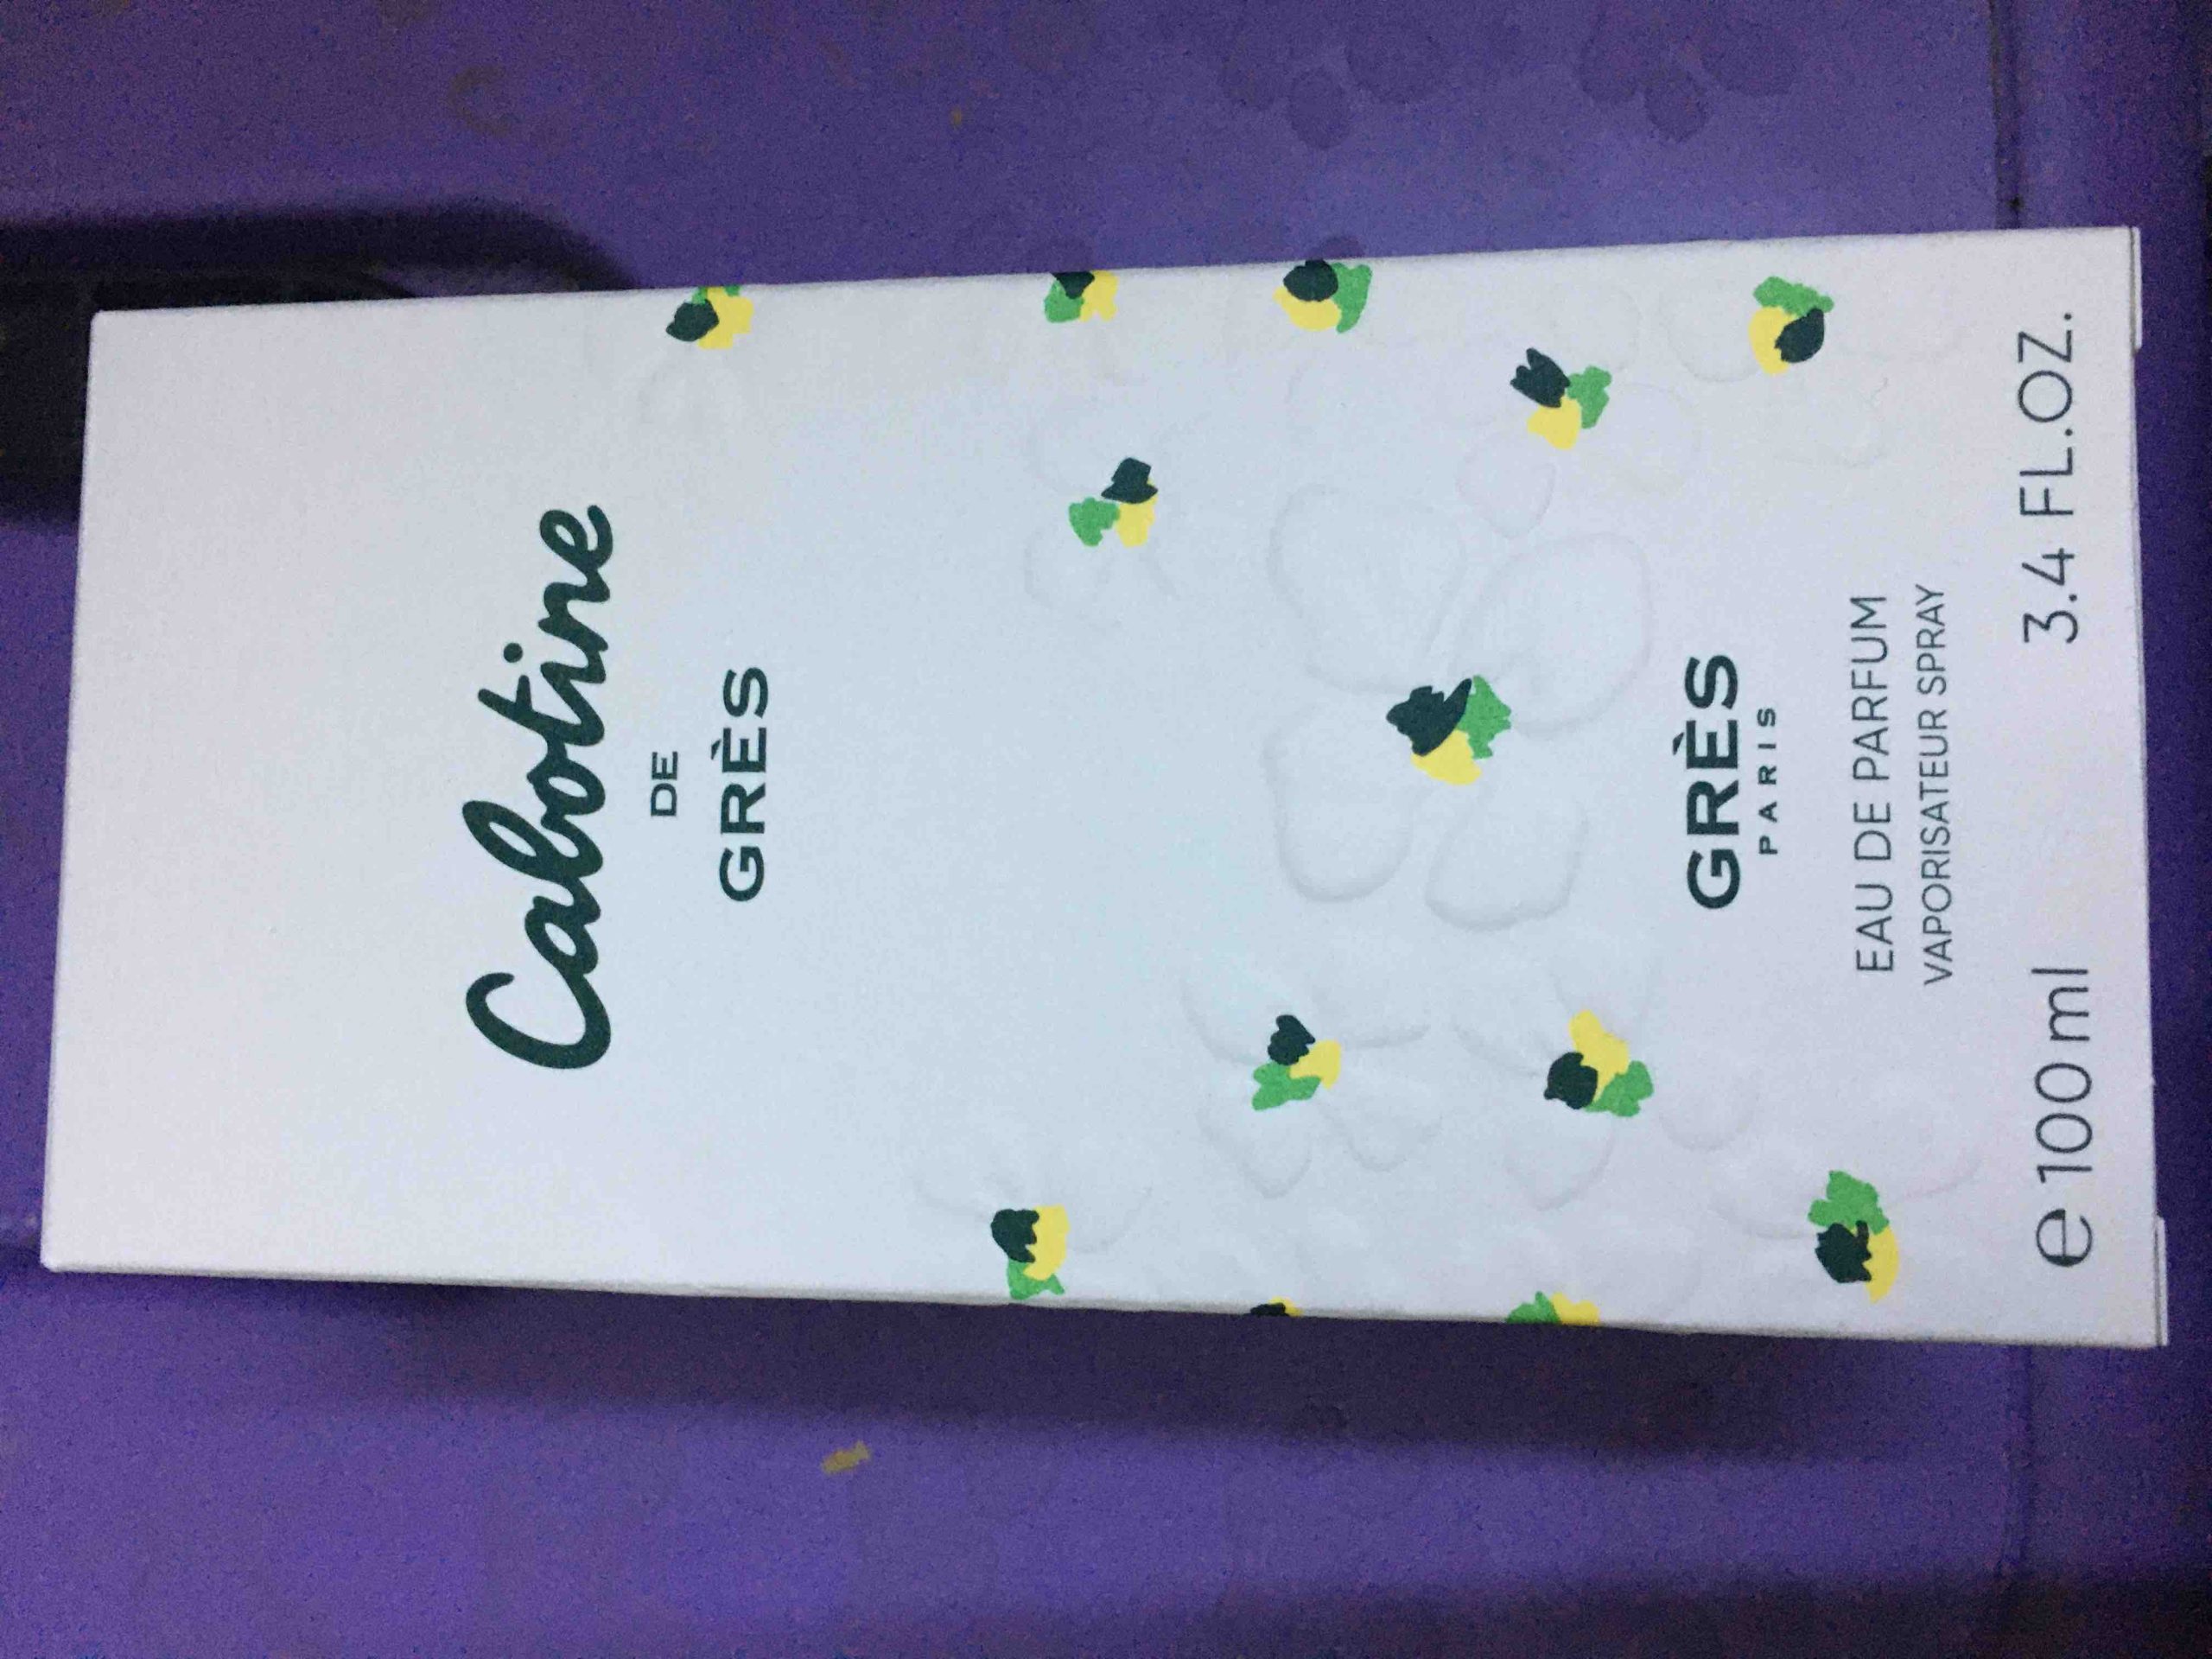 Cabotine
DE
GRÈS
GRÈS
PARIS
EAU DE PARFUM
VAPORISATEUR SPRAY
e 100 ml 3.4 FL.OZ.